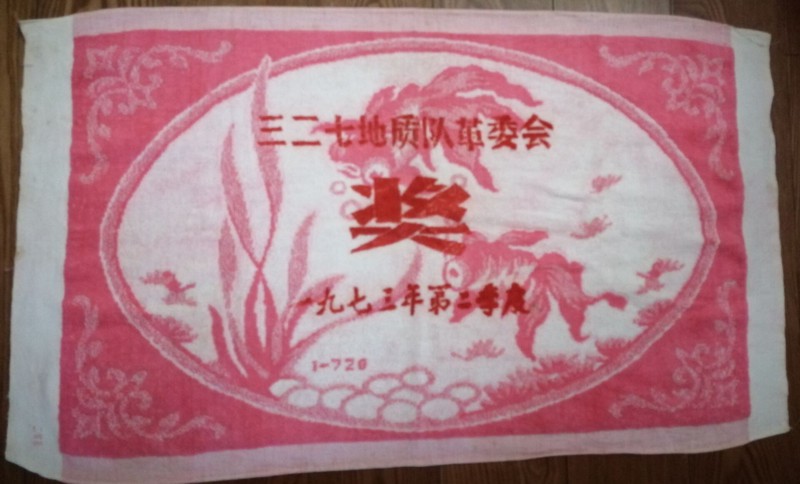 三二七地质队革委会
奖
一九七三年第二季度
1-720